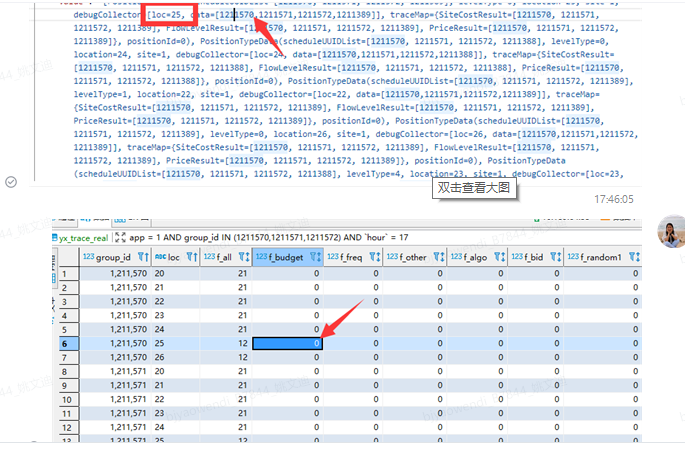 debugCollector=[loc=25, data=[1211570,1211571,1211572,1211389]], traceMap={SiteCostResult=[1211570, 1211571,
1211572, 1211389], FlowLevelResult=[1211570, 1211571, 1211572, 1211389], PriceResult=[1211570, 1211571,
1211572, 1211389]}, positionId=0), PositionTypeData(scheduleUUIDList=[1211570, 1211571, 1211572, 1211389], levelType=0,
location=24, site=1, debugCollector=[loc=24, data=[1211570,1211571,1211572,1211389]], traceMap={SiteCostResult=
[1211570, 1211571, 1211572, 1211389], FlowLevelResult=[1211570, 1211571, 1211572, 1211389], PriceResult=[1211570,
1211571, 1211572, 1211389]}, positionId=0), PositionTypeData(scheduleUUIDList=[1211570, 1211571, 1211572, 1211389],
levelType=1, location=22, site=1, debugCollector=[loc=22, data=[1211570,1211571,1211572,1211389]], traceMap=
{SiteCostResult=[1211570, 1211571, 1211572, 1211389], FlowLevelResult=[1211570, 1211571, 1211572, 1211389],
PriceResult=[1211570, 1211571, 1211572, 1211389]}, positionId=0), PositionTypeData(scheduleUUIDList=[1211570,
1211571, 1211572, 1211389], levelType=0, location=26, site=1, debugCollector=[loc=26, data=[1211570,1211571,1211572,
1211389]], traceMap={SiteCostResult=[1211570, 1211571, 1211572, 1211389], FlowLevelResult=[1211570, 1211571,
1211572, 1211389], PriceResult=[1211570, 1211571, 1211572, 1211389]}, positionId=0), PositionTypeData
(scheduleUUIDList=[1211570, 1211571, 1211572, 1211388], levelType=4, location=23, site=1, debugCollector=[loc=23,
双击查看大图
17:46:05
yx_trace_real app = 1 AND group_id IN (1211570,1211571,1211572) AND `hour` = 17
123 group_id ABC loc 123 f_all 123 f_budget 123 f_freq 123 f_other 123 f_algo 123 f_bid 123 f_random1
1 1,211,570 20 21 0 0 0 0 0 0
2 1,211,570 21 21 0 0 0 0 0 0
3 1,211,570 22 21 0 0 0 0 0 0
4 1,211,570 23 21 0 0 0 0 0 0
5 1,211,570 24 21 0 0 0 0 0 0
6 1,211,570 25 12 0 0 0 0 0 0
7 1,211,570 26 12 0 0 0 0 0 0
8 1,211,571 20 21 0 0 0 0 0 0
9 1,211,571 21 21 0 0 0 0 0 0
10 1,211,571 22 21 0 0 0 0 0 0
11 1,211,571 23 21 0 0 0 0 0 0
12 1,211,571 24 21 0 0 0 0 0 0
13 1,211,571 25 12 0 0 0 0 0 0